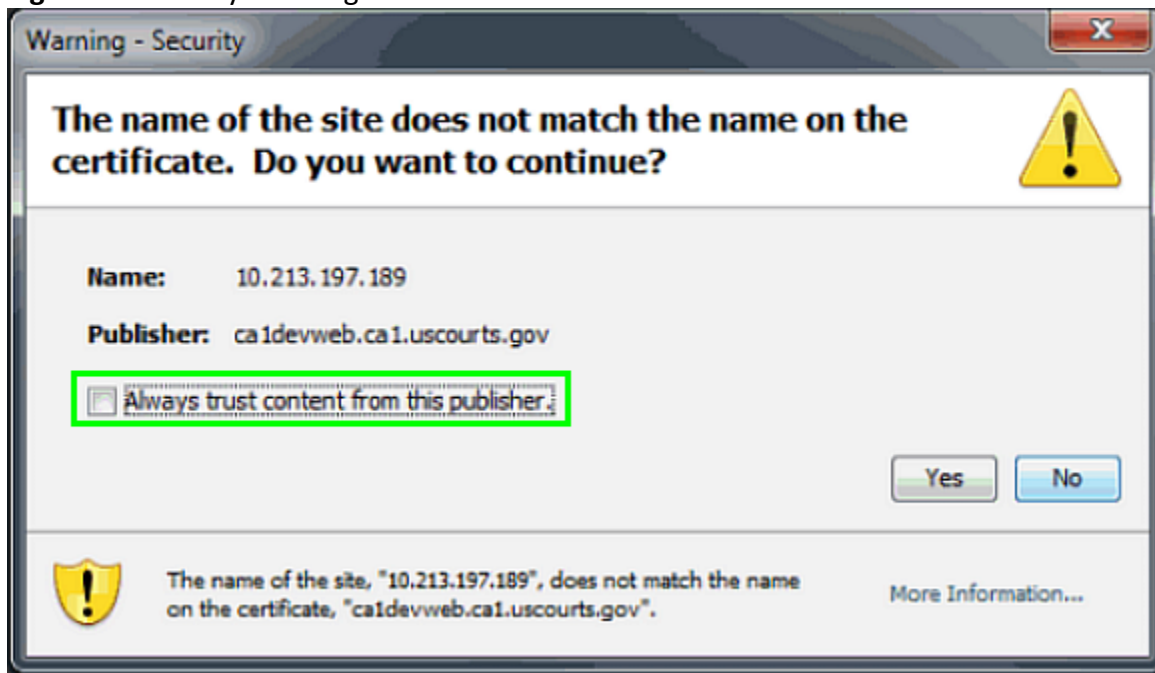 Warning - Security
The name of the site does not match the name on the
certificate. Do you want to continue?
Name: 10.213.197.189
Publisher: ca1devweb.ca1.uscourts.gov
Always trust content from this publisher.
Yes No
The name of the site, "10.213.197.189", does not match the name
on the certificate, "ca1devweb.ca1.uscourts.gov".
More Information...